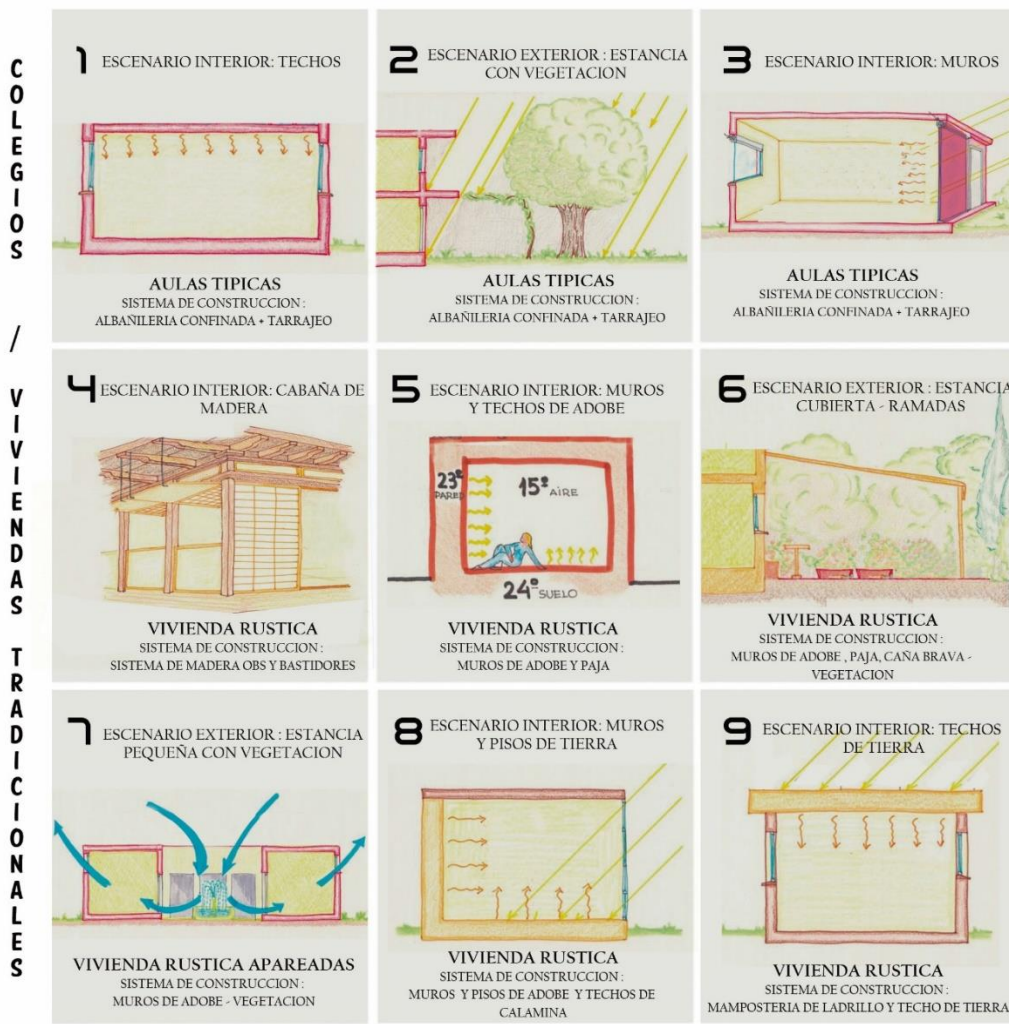 COLEGIOS / VIVIENDAS TRADICIONALES
1 ESCENARIO INTERIOR: TECHOS
AULAS TIPICAS
SISTEMA DE CONSTRUCCION :
ALBAÑILERIA CONFINADA + TARRAJEO
2 ESCENARIO EXTERIOR : ESTANCIA
CON VEGETACION
AULAS TIPICAS
SISTEMA DE CONSTRUCCION :
ALBAÑILERIA CONFINADA + TARRAJEO
3 ESCENARIO INTERIOR: MUROS
AULAS TIPICAS
SISTEMA DE CONSTRUCCION :
ALBAÑILERIA CONFINADA + TARRAJEO
4 ESCENARIO INTERIOR: CABAÑA DE
MADERA
VIVIENDA RUSTICA
SISTEMA DE CONSTRUCCION :
SISTEMA DE MADERA OBS Y BASTIDORES
5 ESCENARIO INTERIOR: MUROS
Y TECHOS DE ADOBE
23º
PARED
15º AIRE
24º SUELO
VIVIENDA RUSTICA
SISTEMA DE CONSTRUCCION :
MUROS DE ADOBE Y PAJA
6 ESCENARIO EXTERIOR : ESTANCIA
CUBIERTA - RAMADAS
VIVIENDA RUSTICA
SISTEMA DE CONSTRUCCION :
MUROS DE ADOBE , PAJA, CAÑA BRAVA -
VEGETACION
7 ESCENARIO EXTERIOR : ESTANCIA
PEQUEÑA CON VEGETACION
VIVIENDA RUSTICA APAREADAS
SISTEMA DE CONSTRUCCION :
MUROS DE ADOBE - VEGETACION
8 ESCENARIO INTERIOR: MUROS
Y PISOS DE TIERRA
VIVIENDA RUSTICA
SISTEMA DE CONSTRUCCION :
MUROS Y PISOS DE ADOBE Y TECHOS DE
CALAMINA
9 ESCENARIO INTERIOR: TECHOS
DE TIERRA
VIVIENDA RUSTICA
SISTEMA DE CONSTRUCCION :
MAMPOSTERIA DE LADRILLO Y TECHO DE TIERRA